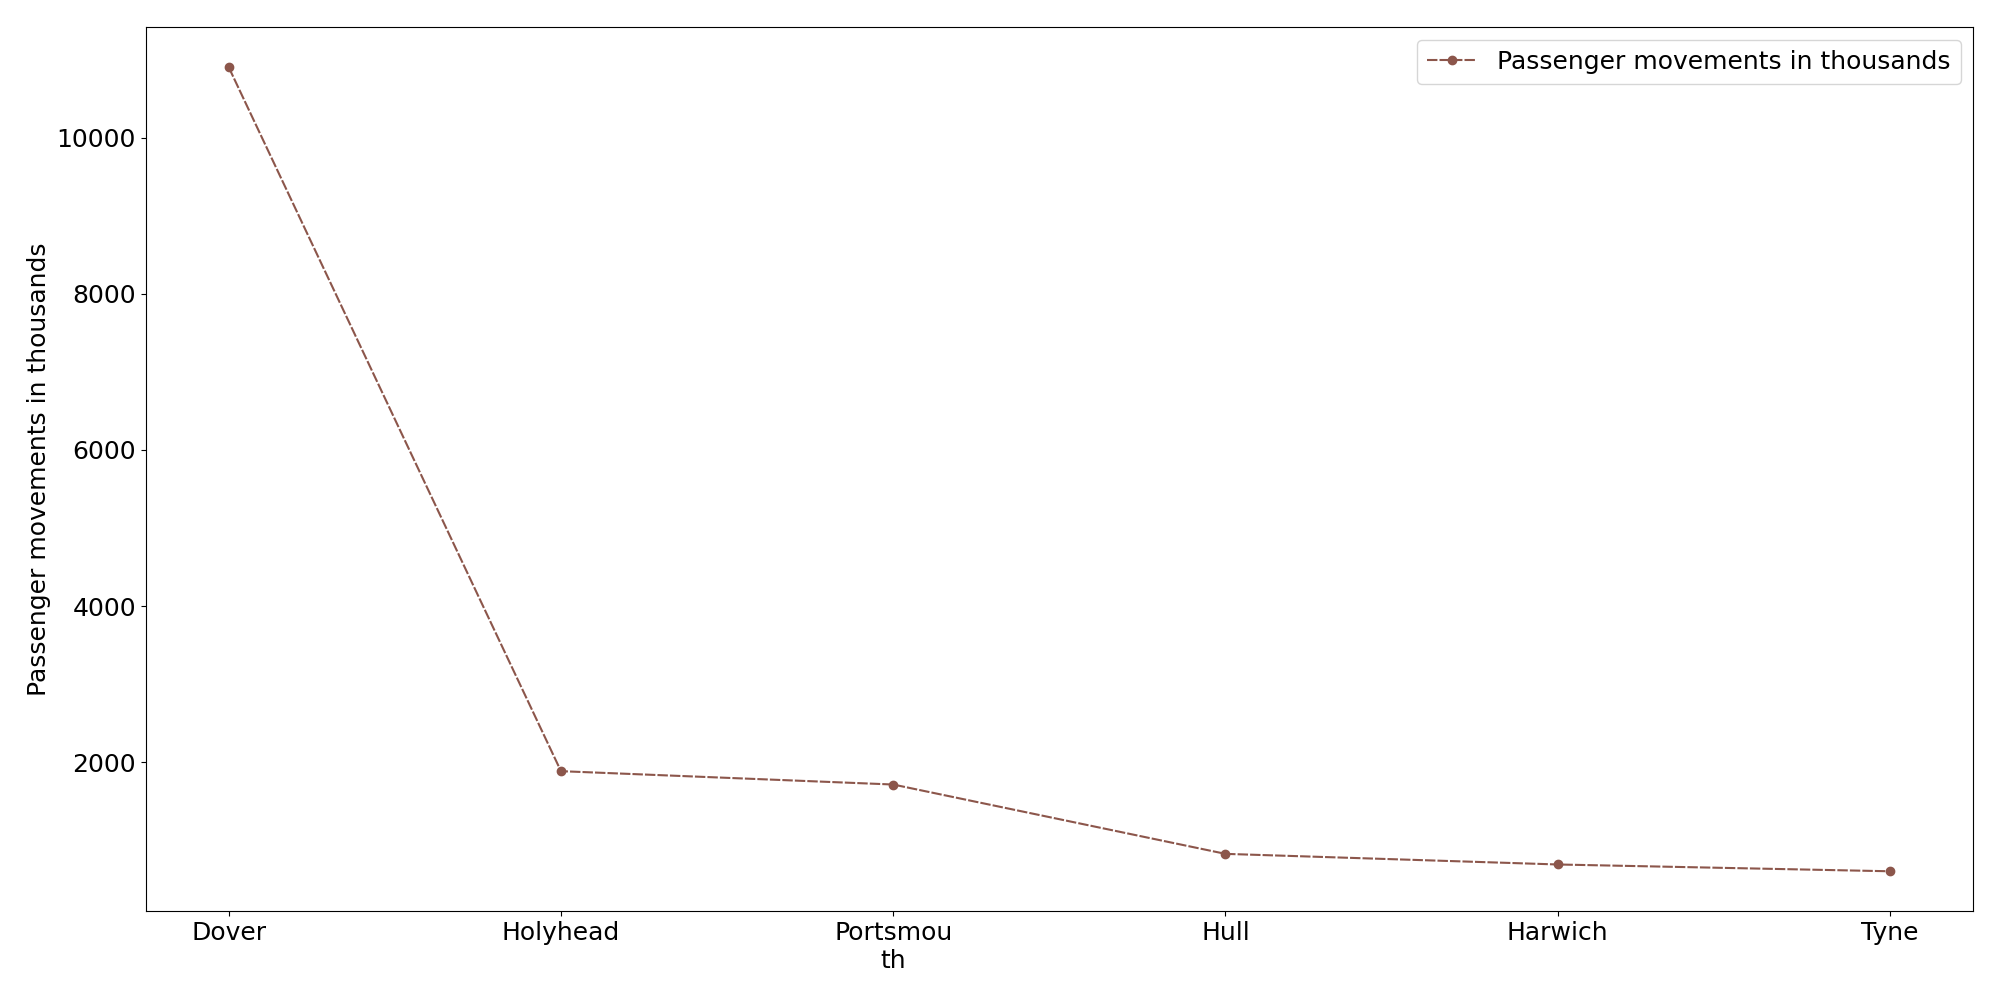 Passenger movements in thousands
Passenger movements in thousands
10000
8000
6000
4000
2000
Dover
Holyhead
Portsmou
th
Hull
Harwich
Tyne